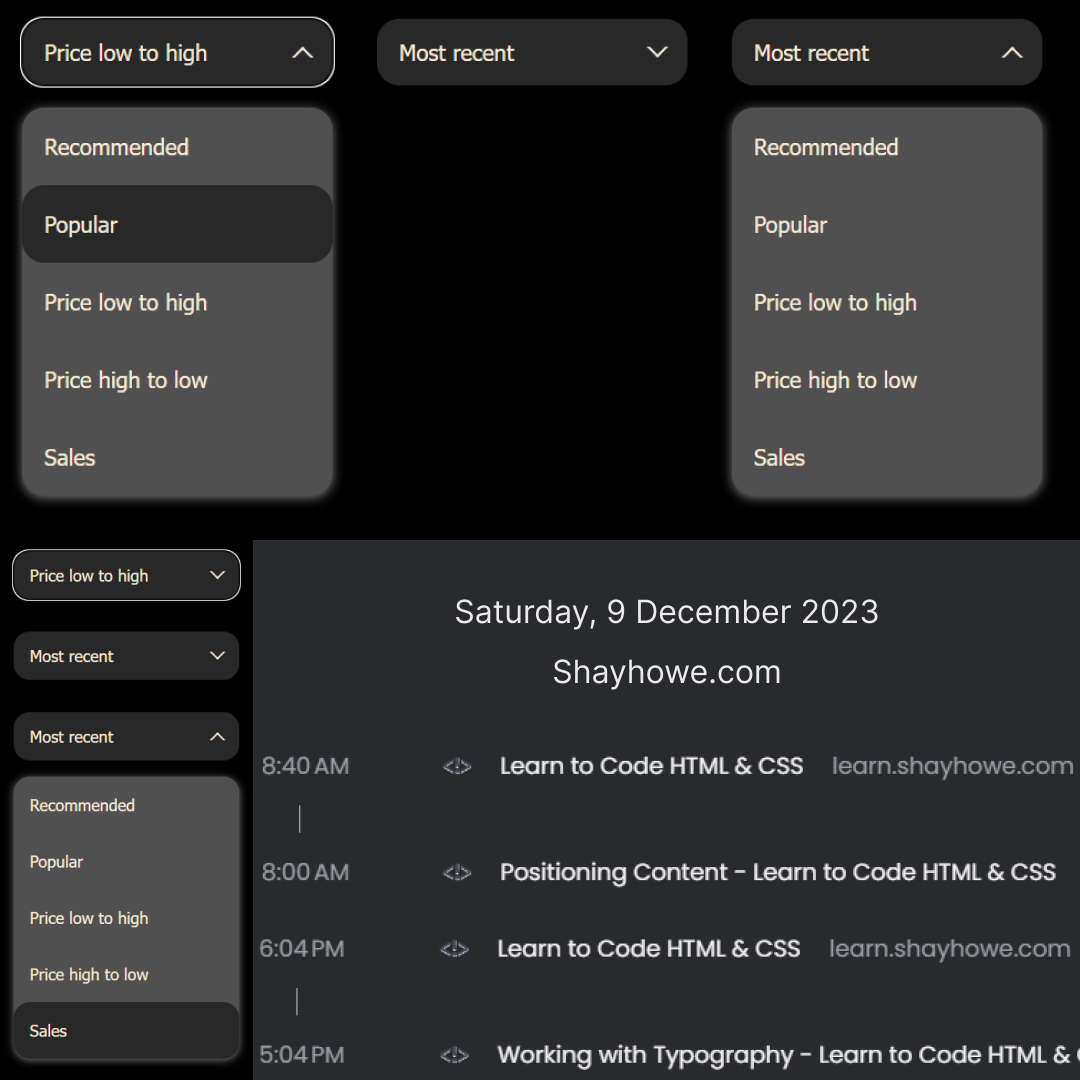 Price low to high
Recommended
Popular
Price low to high
Price high to low
Sales
Most recent
Most recent
Recommended
Popular
Price low to high
Price high to low
Sales
Price low to high
Most recent
Most recent
Recommended
Popular
Price low to high
Price high to low
Sales
Saturday, 9 December 2023
Shayhowe.com
8:40 AM <!> Learn to Code HTML & CSS learn.shayhowe.com
8:00 AM <!> Positioning Content - Learn to Code HTML & CSS
6:04 PM <!> Learn to Code HTML & CSS learn.shayhowe.com
5:04 PM <!> Working with Typography - Learn to Code HTML &